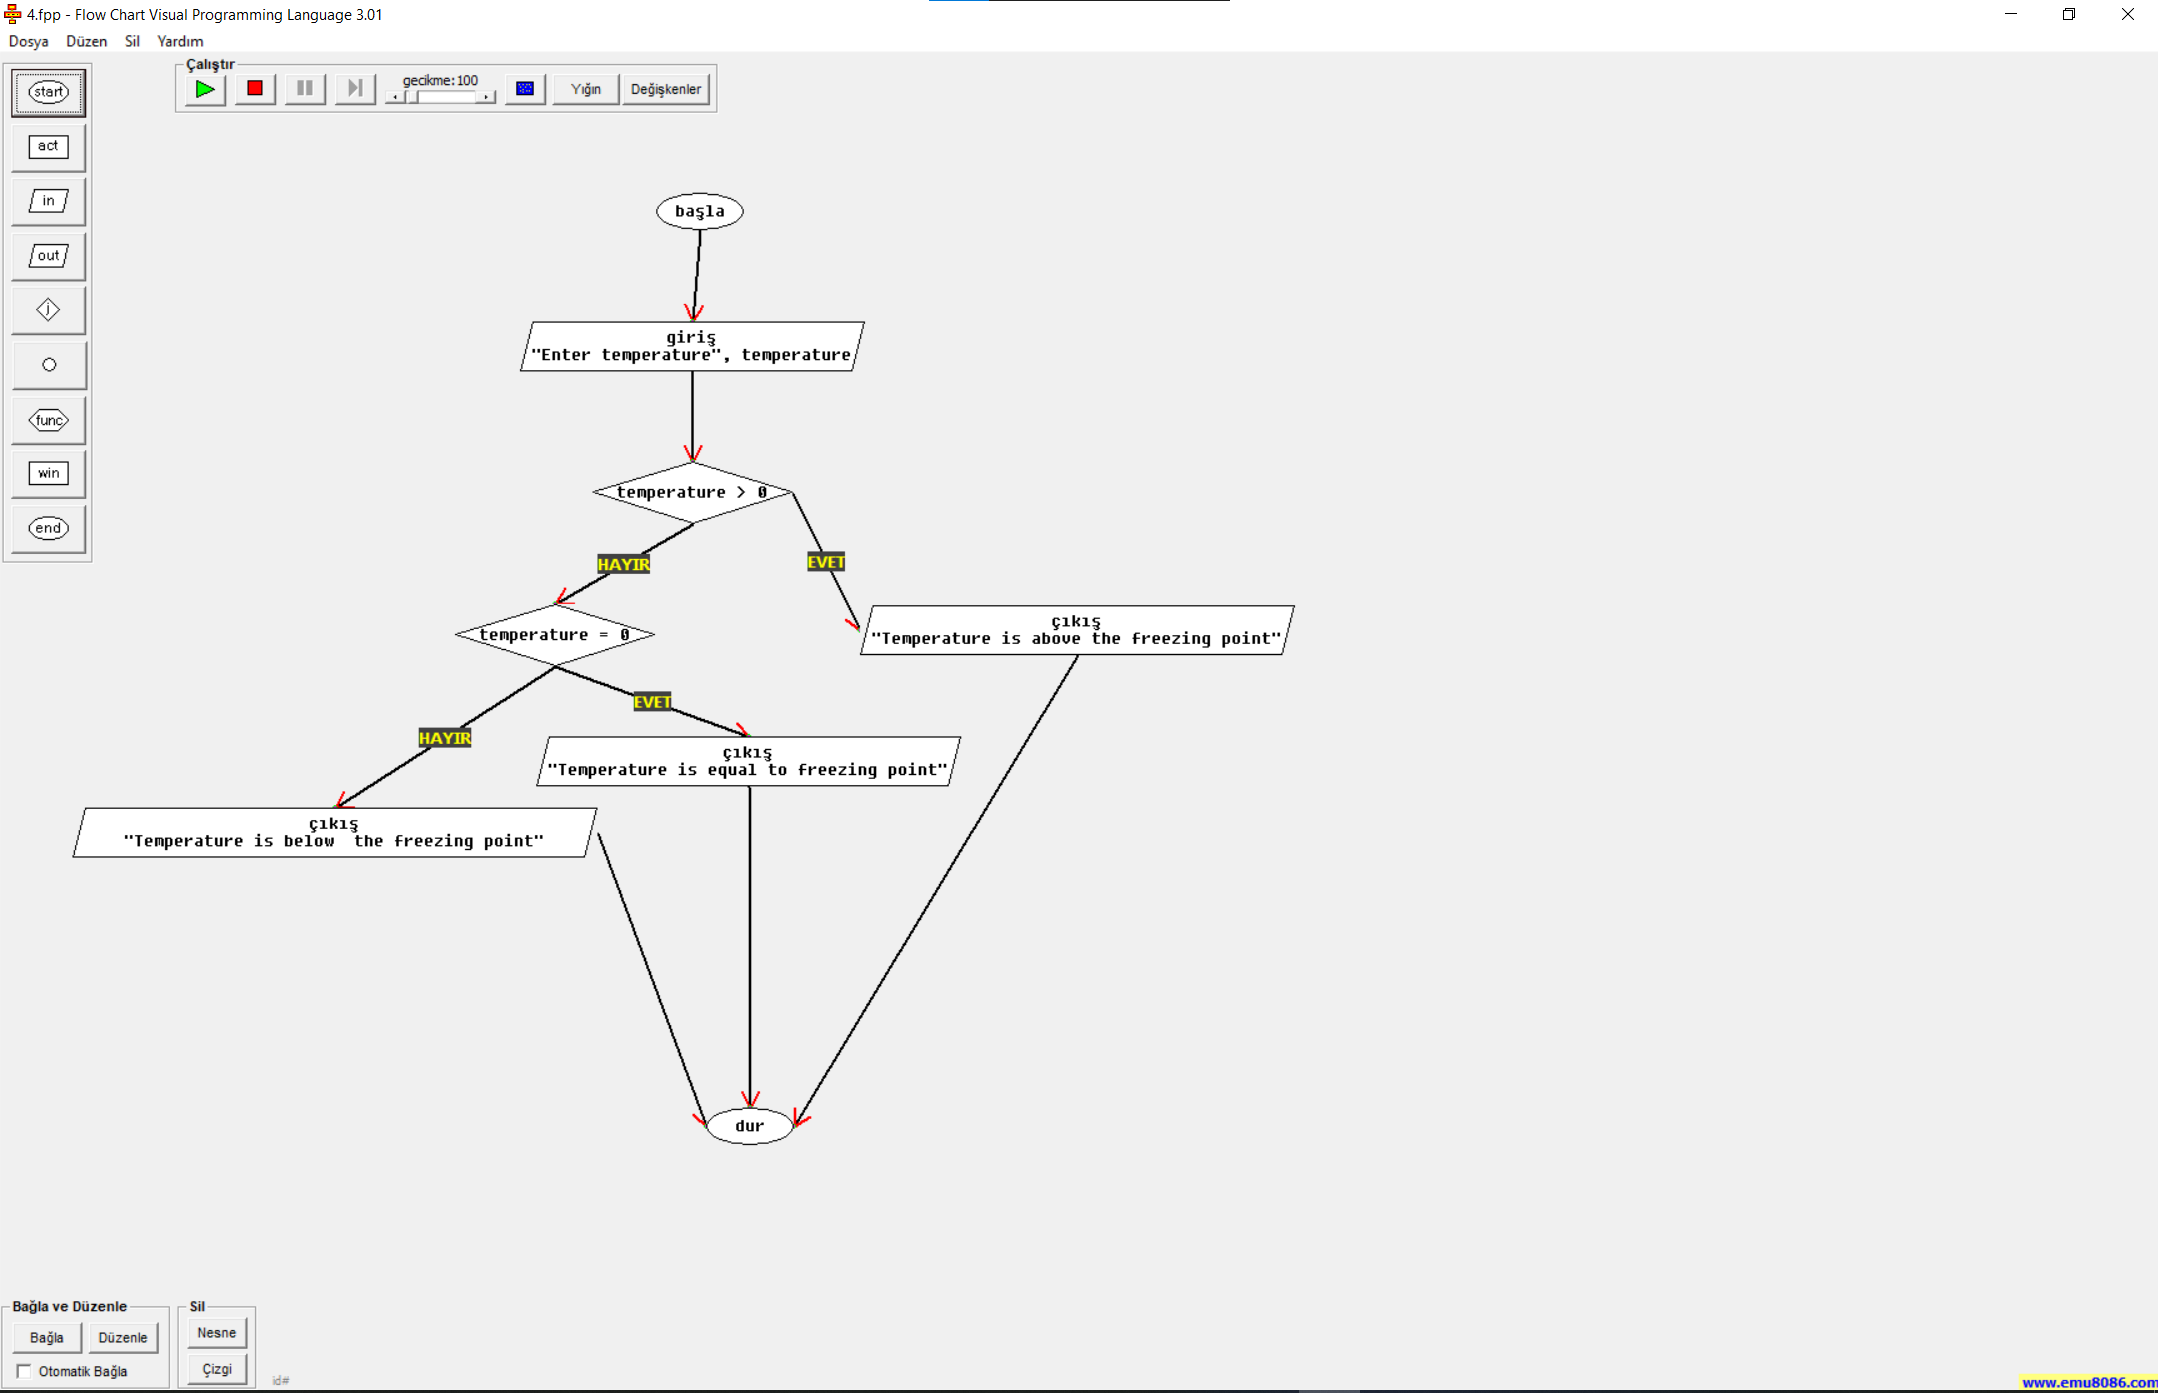 4.fpp - Flow Chart Visual Programming Language 3.01
Dosya Düzen Sil Yardım
Çalıştır
gecikme:100
Yığın
Değişkenler
start
act
in
out
j
func
win
end
başla
giriş
"Enter temperature", temperature
temperature > 0
HAYIR
EVET
temperature = 0
çıkış
"Temperature is above the freezing point"
EVET
HAYIR
çıkış
"Temperature is equal to freezing point"
çıkış
"Temperature is below  the freezing point"
dur
Bağla ve Düzenle
Bağla
Düzenle
Otomatik Bağla
Sil
Nesne
Çizgi
id#
www.emu8086.com